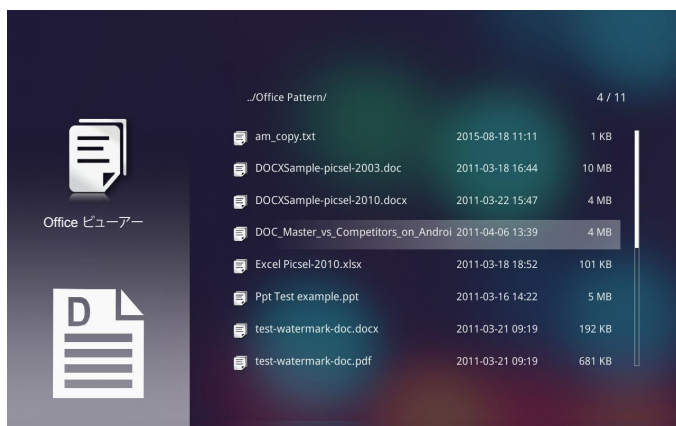 ../Office Pattern/ 4 / 11
am_copy.txt 2015-08-18 11:11 1 KB
DOCXSample-picsel-2003.doc 2011-03-18 16:44 10 MB
DOCXSample-picsel-2010.docx 2011-03-22 15:47 4 MB
Office ビューアー
DOC_Master_vs_Competitors_on_Androi 2011-04-06 13:39 4 MB
Excel Picsel-2010.xlsx 2011-03-18 18:52 101 KB
Ppt Test example.ppt 2011-03-16 14:22 5 MB
D
test-watermark-doc.docx 2011-03-21 09:19 192 KB
test-watermark-doc.pdf 2011-03-21 09:19 681 KB